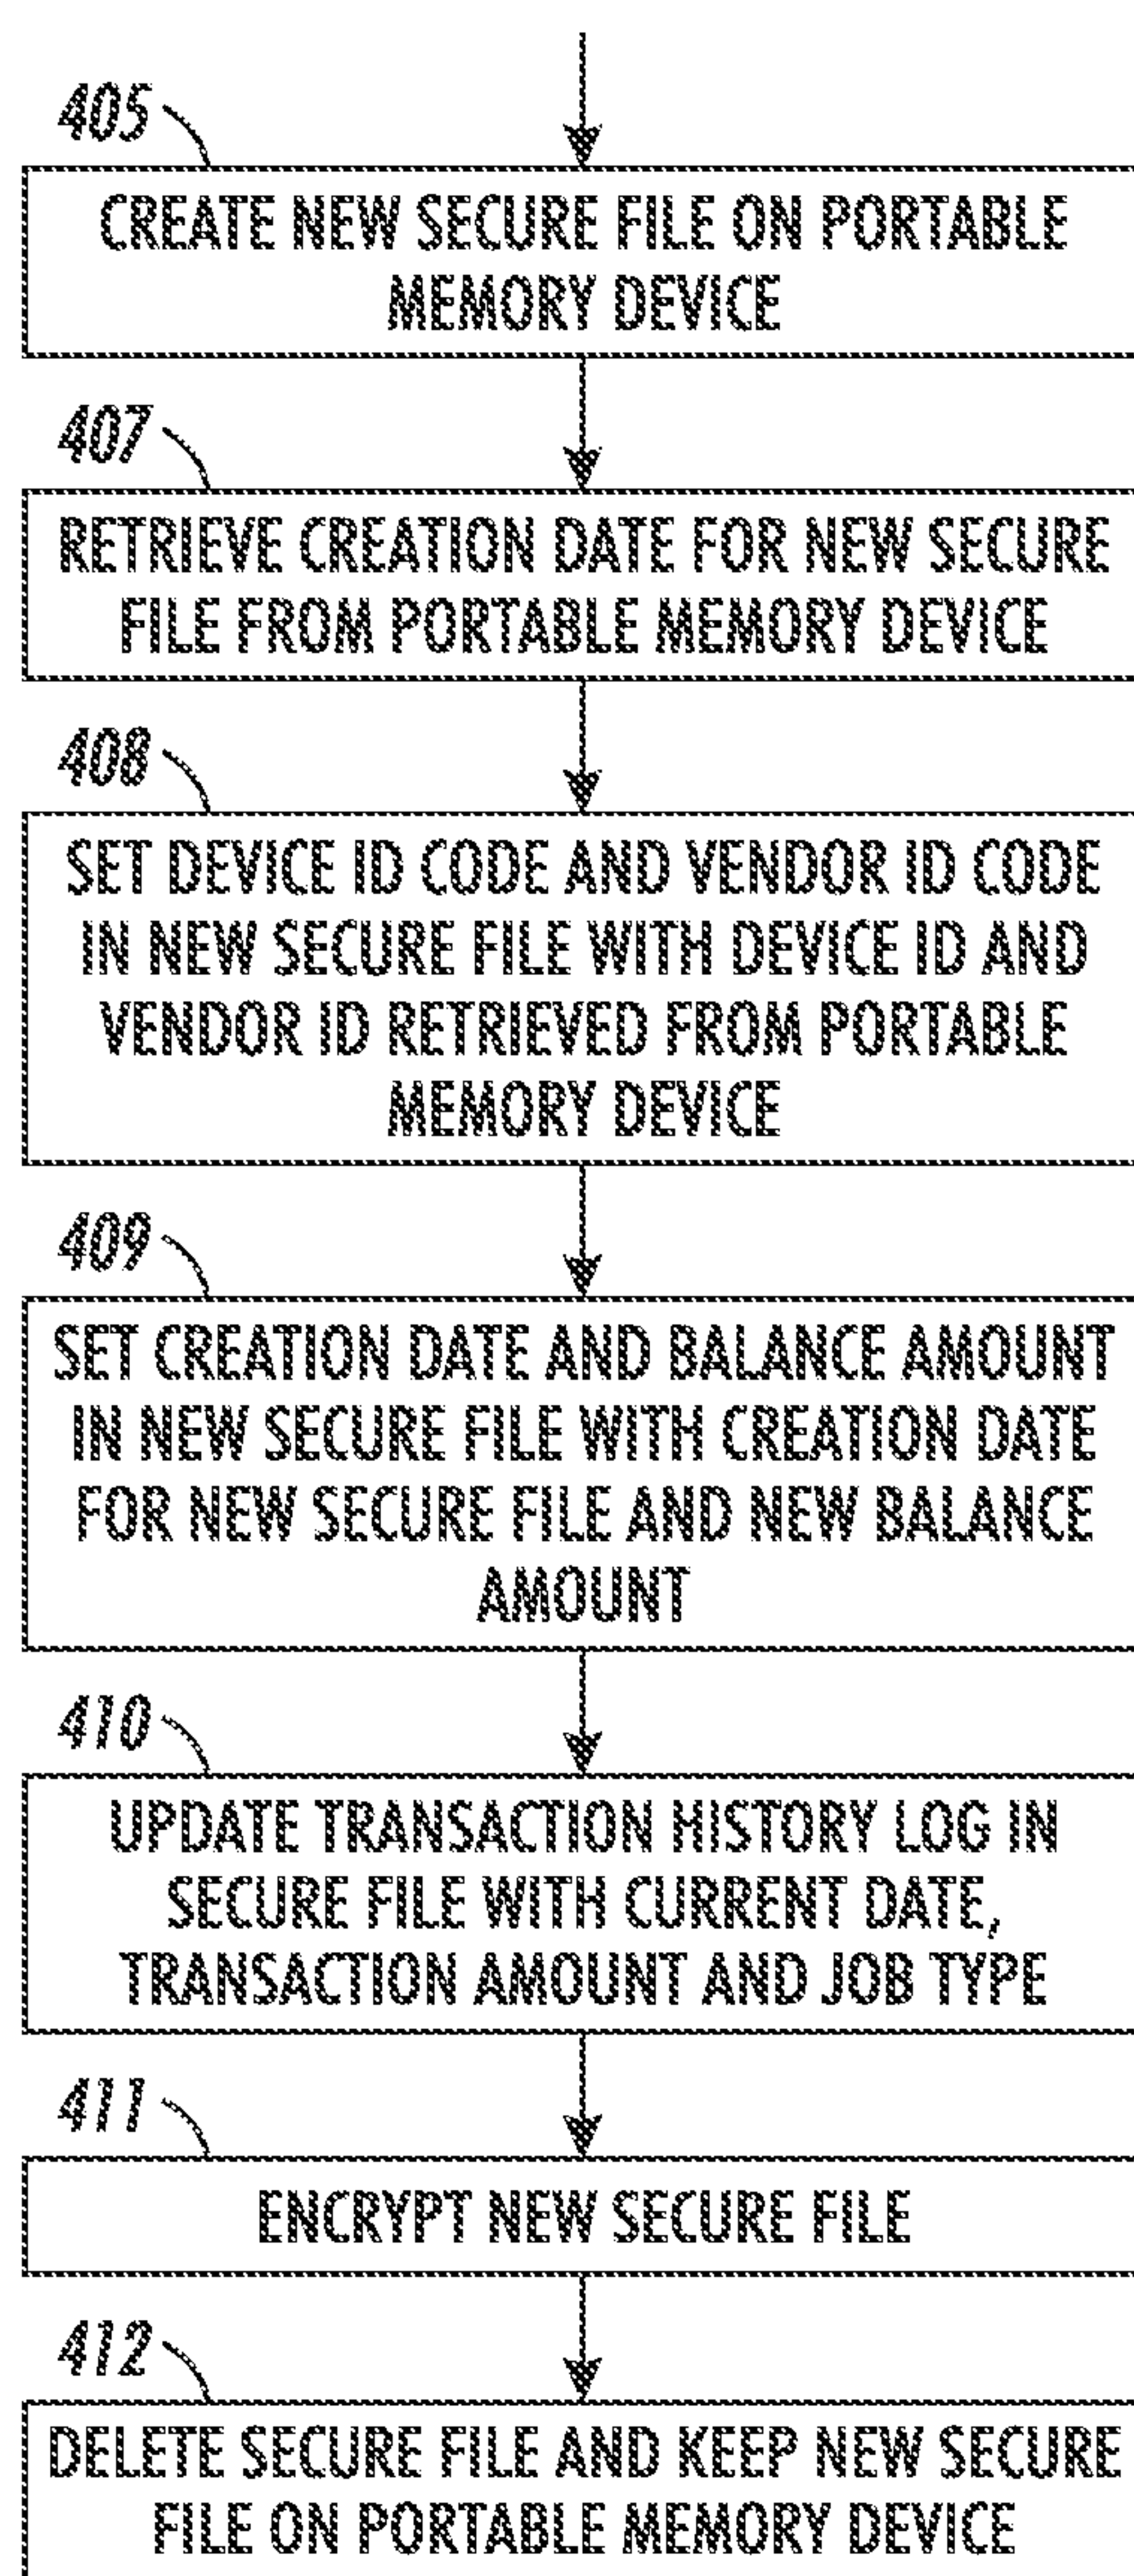 405
CREATE NEW SECURE FILE ON PORTABLE
MEMORY DEVICE
407
RETRIEVE CREATION DATE FOR NEW SECURE
FILE FROM PORTABLE MEMORY DEVICE
408
SET DEVICE ID CODE AND VENDOR ID CODE
IN NEW SECURE FILE WITH DEVICE ID AND
VENDOR ID RETRIEVED FROM PORTABLE
MEMORY DEVICE
409
SET CREATION DATE AND BALANCE AMOUNT
IN NEW SECURE FILE WITH CREATION DATE
FOR NEW SECURE FILE AND NEW BALANCE
AMOUNT
410
UPDATE TRANSACTION HISTORY LOG IN
SECURE FILE WITH CURRENT DATE,
TRANSACTION AMOUNT AND JOB TYPE
411
ENCRYPT NEW SECURE FILE
412
DELETE SECURE FILE AND KEEP NEW SECURE
FILE ON PORTABLE MEMORY DEVICE